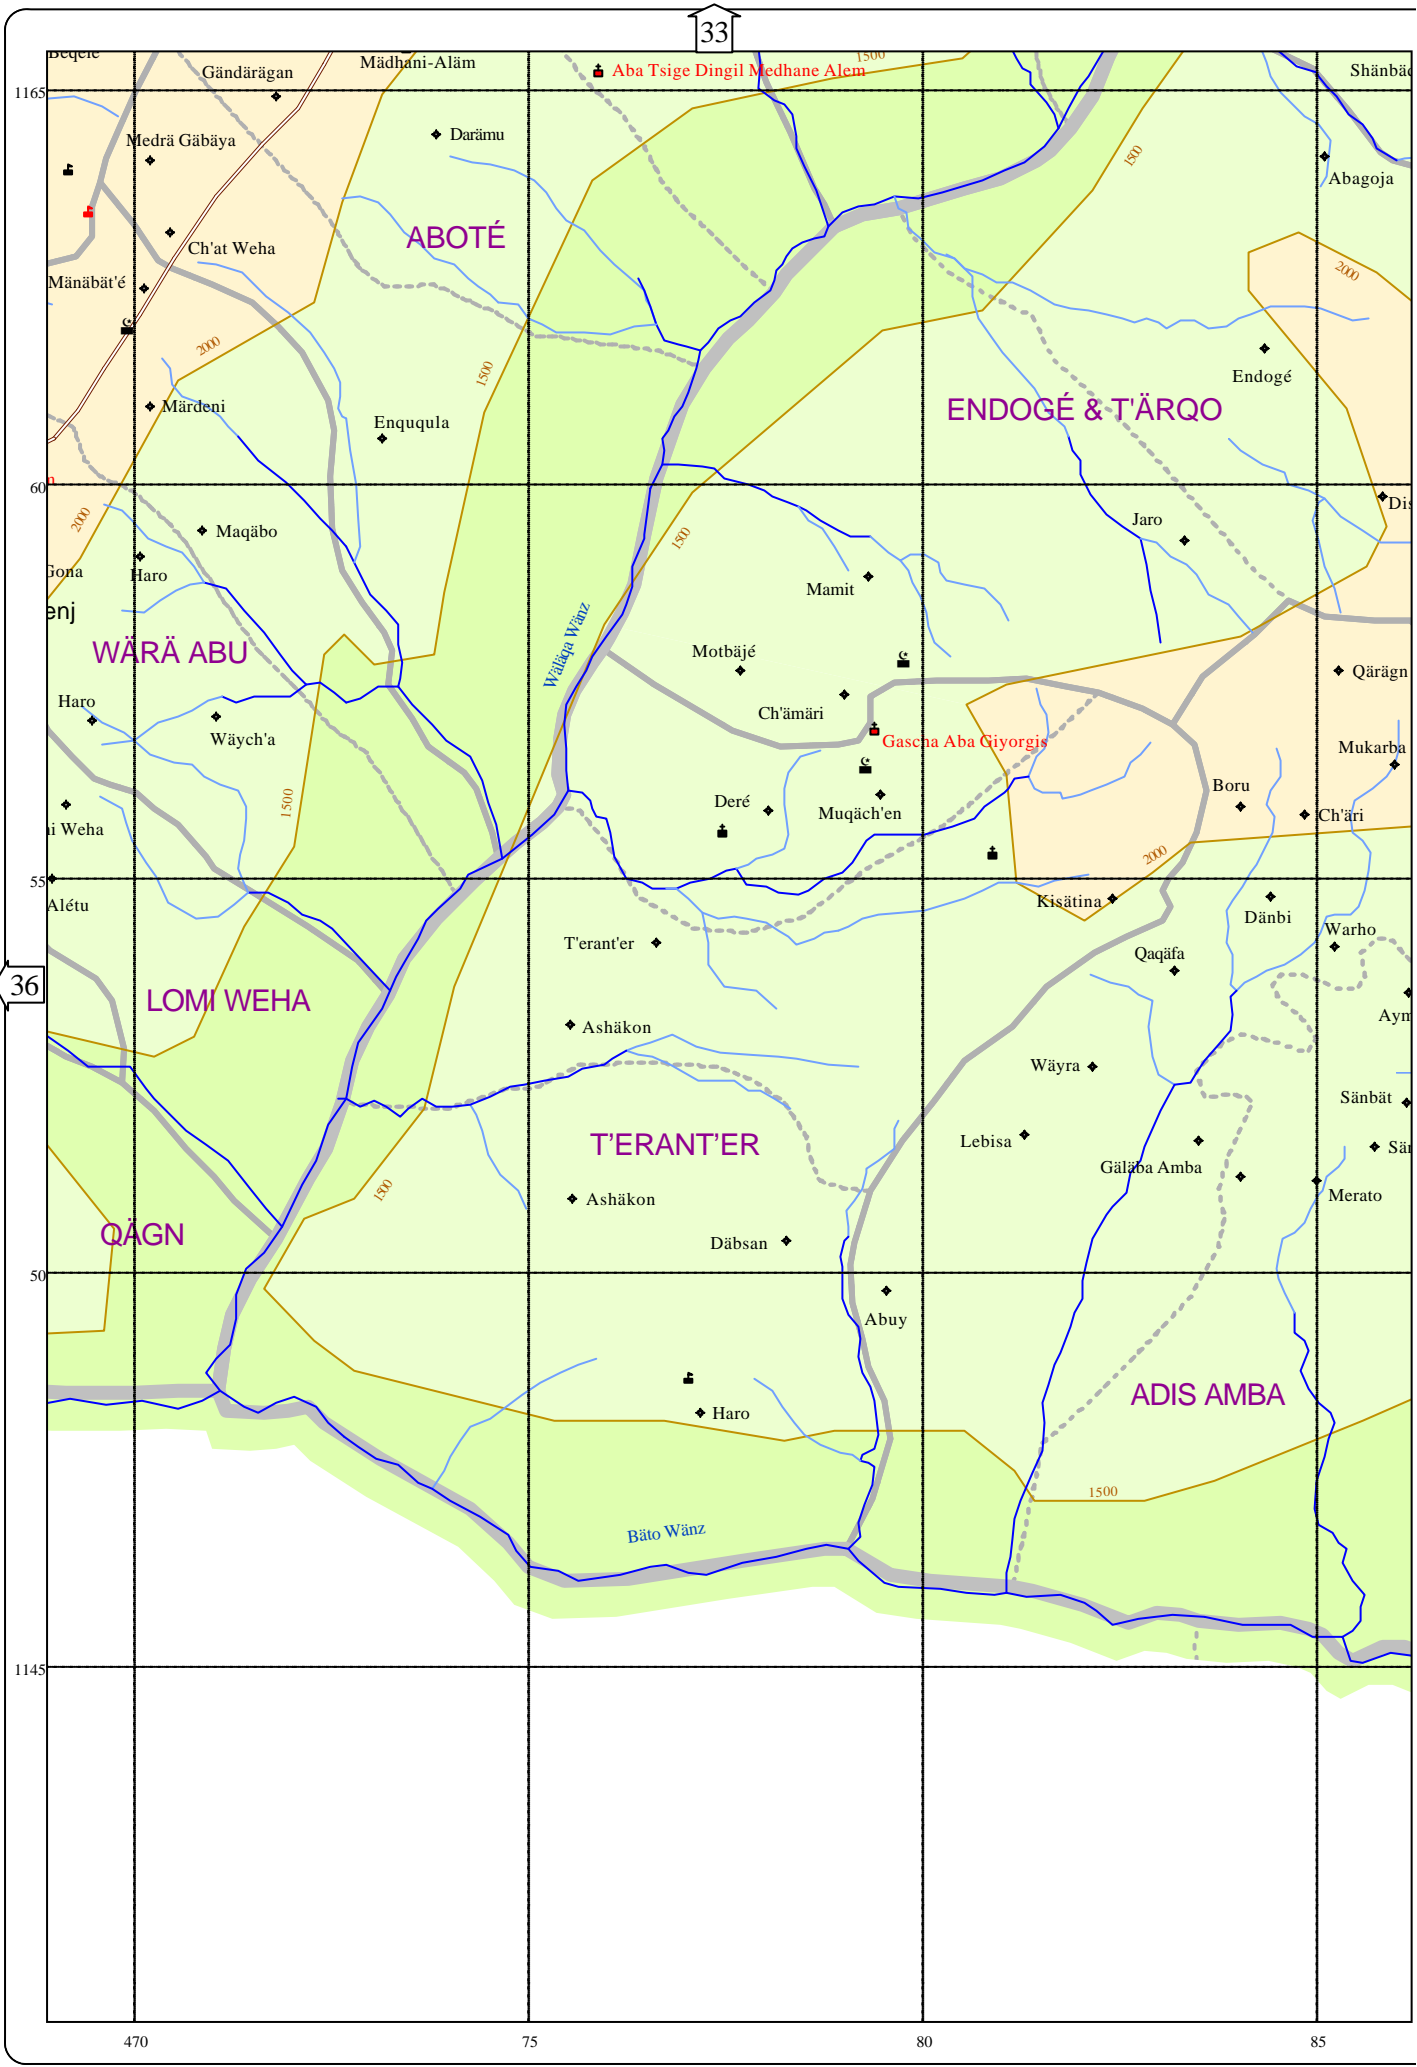 33
Beqele
Gändärägan
Mädhani-Aläm
Aba Tsige Dingil Medhane Alem
1500
Shänbäd
1165
Darämu
Medrä Gäbäya
1500
Abagoja
ABOTÉ
Ch'at Weha
2000
Mänäbät'é
2000
1500
Endogé
Märdeni
Enququla
ENDOGÉ & T'ÄRQO
60
2000
Dis
Maqäbo
1500
Jaro
Gona
Haro
Mamit
enj
WÄRÄ ABU
Wäläqa Wänz
Motbäjé
Qärägn
Haro
Ch'ämäri
Wäych'a
Gascha Aba Giyorgis
Mukarba
1500
Deré
Muqäch'en
Boru
Ch'äri
i Weha
2000
55
Alétu
Kisätina
Dänbi
Warho
T'erant'er
Qaqäfa
36
LOMI WEHA
Aym
Ashäkon
Wäyra
Sänbät
T'ERANT'ER
Lebisa
Sär
Gäläba Amba
1500
Ashäkon
Merato
QÄGN
Däbsan
50
Abuy
ADIS AMBA
Haro
1500
Bäto Wänz
1145
470
75
80
85